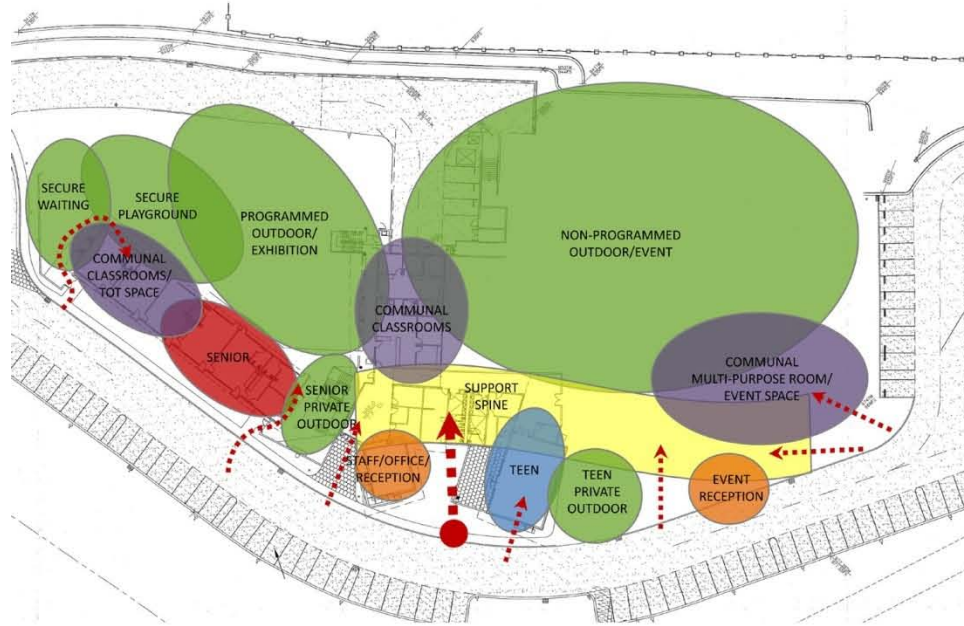 SECURE
WAITING
SECURE
PLAYGROUND
PROGRAMMED
OUTDOOR/
EXHIBITION
NON-PROGRAMMED
OUTDOOR/EVENT
COMMUNAL
CLASSROOMS/
TOT SPACE
COMMUNAL
CLASSROOMS
SENIOR
SENIOR
PRIVATE
OUTDOOR
SUPPORT
SPINE
COMMUNAL
MULTI-PURPOSE ROOM/
EVENT SPACE
STAFF/OFFICE/
RECEPTION
TEEN
TEEN
PRIVATE
OUTDOOR
EVENT
RECEPTION